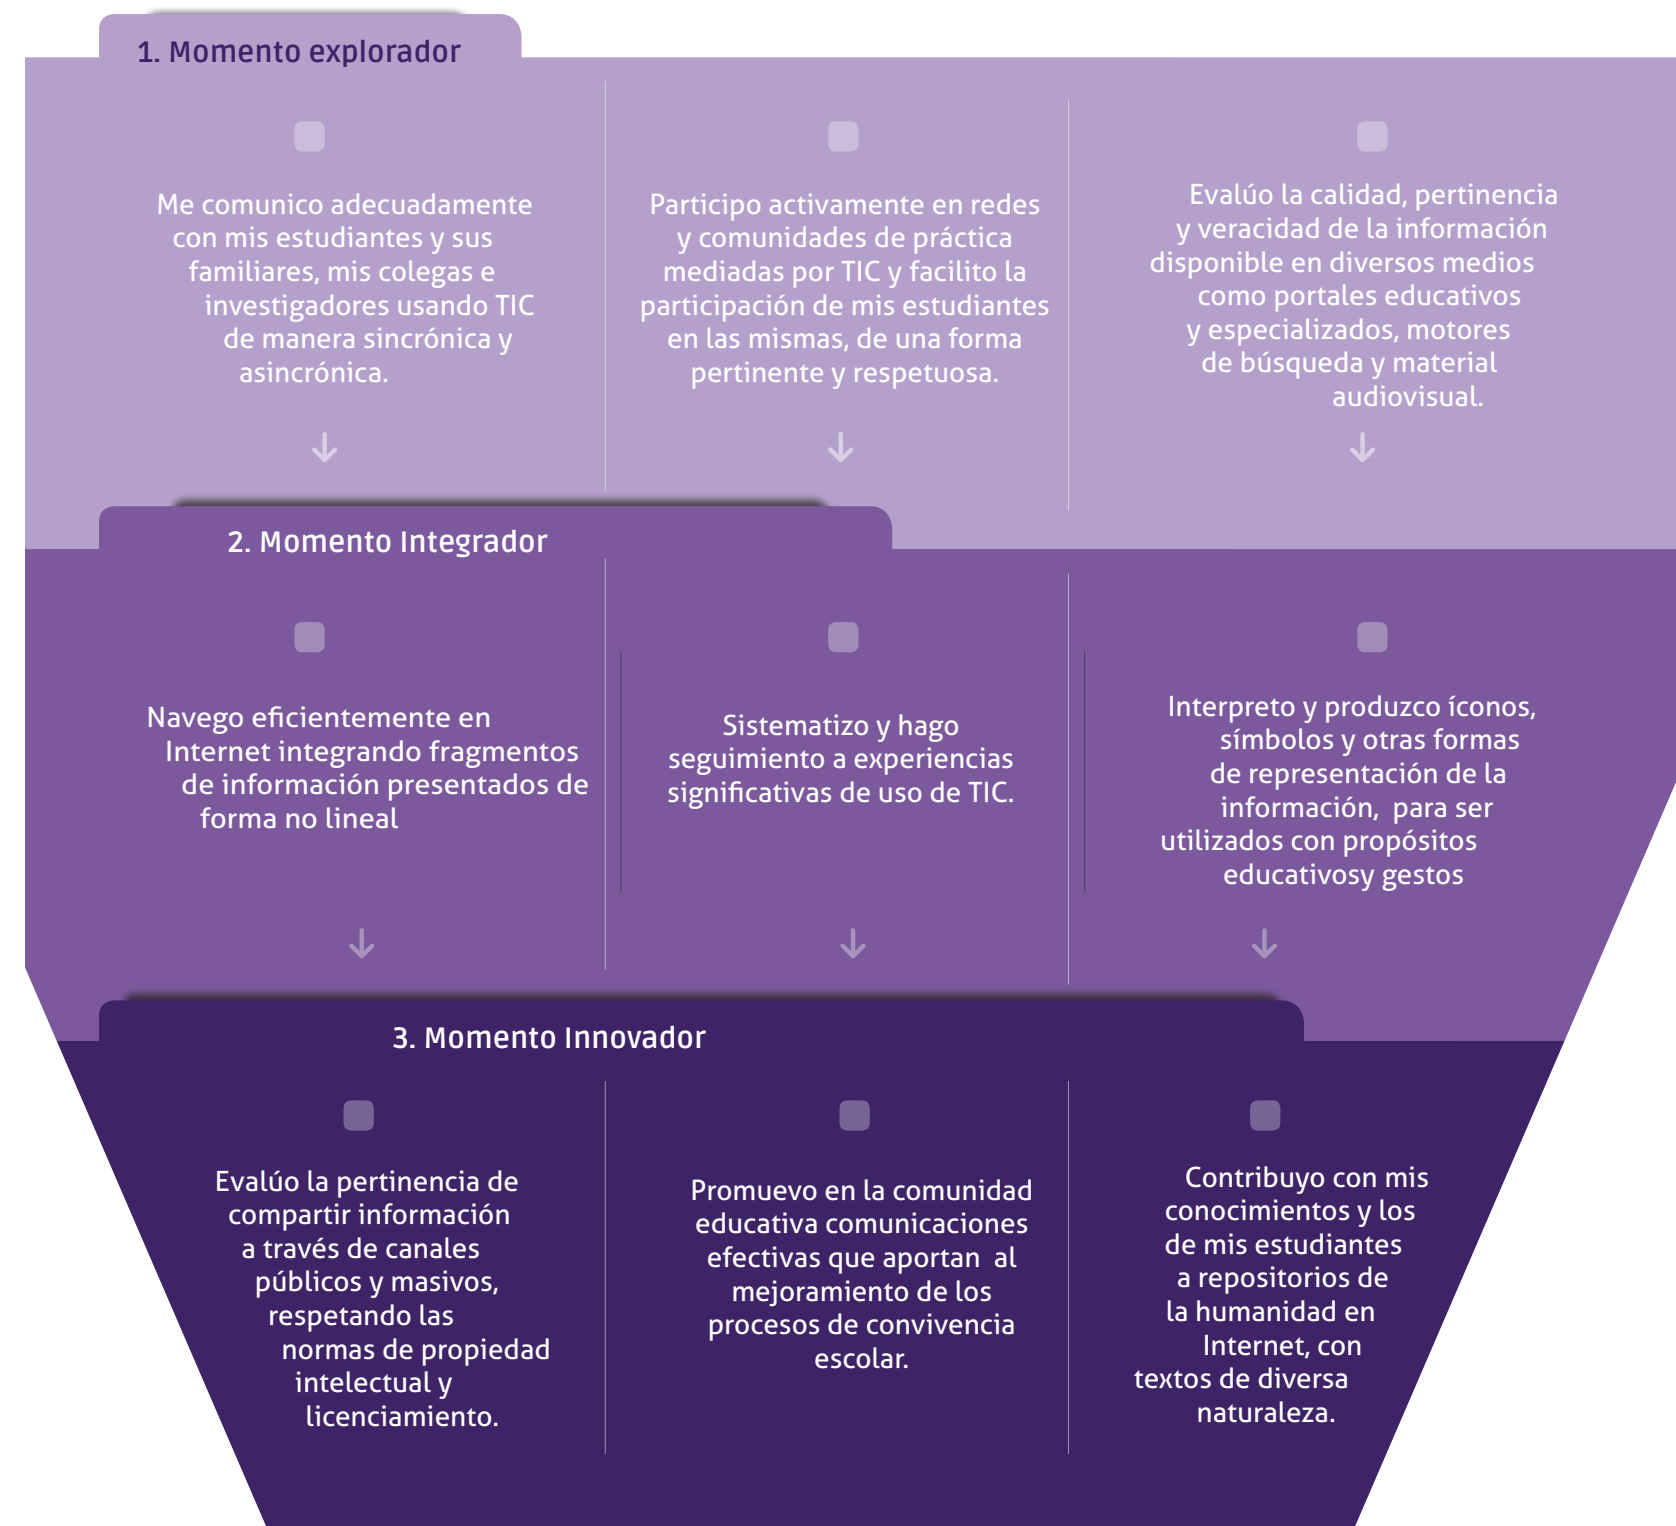 1. Momento explorador
Me comunico adecuadamente
con mis estudiantes y sus
familiares, mis colegas e
investigadores usando TIC
de manera sincrónica y
asincrónica.
Participo activamente en redes
y comunidades de práctica
mediadas por TIC y facilito la
participación de mis estudiantes
en las mismas, de una forma
pertinente y respetuosa.
Evalúo la calidad, pertinencia
y veracidad de la información
disponible en diversos medios
como portales educativos
y especializados, motores
de búsqueda y material
audiovisual.
2. Momento Integrador
Navego eficientemente en
Internet integrando fragmentos
de información presentados de
forma no lineal
Sistematizo y hago
seguimiento a experiencias
significativas de uso de TIC.
Interpreto y produzco íconos,
símbolos y otras formas
de representación de la
información, para ser
utilizados con propósitos
educativosy gestos
3. Momento Innovador
Evalúo la pertinencia de
compartir información
a través de canales
públicos y masivos,
respetando las
normas de propiedad
intelectual y
licenciamiento.
Promuevo en la comunidad
educativa comunicaciones
efectivas que aportan al
mejoramiento de los
procesos de convivencia
escolar.
Contribuyo con mis
conocimientos y los
de mis estudiantes
a repositorios de
la humanidad en
Internet, con
textos de diversa
naturaleza.